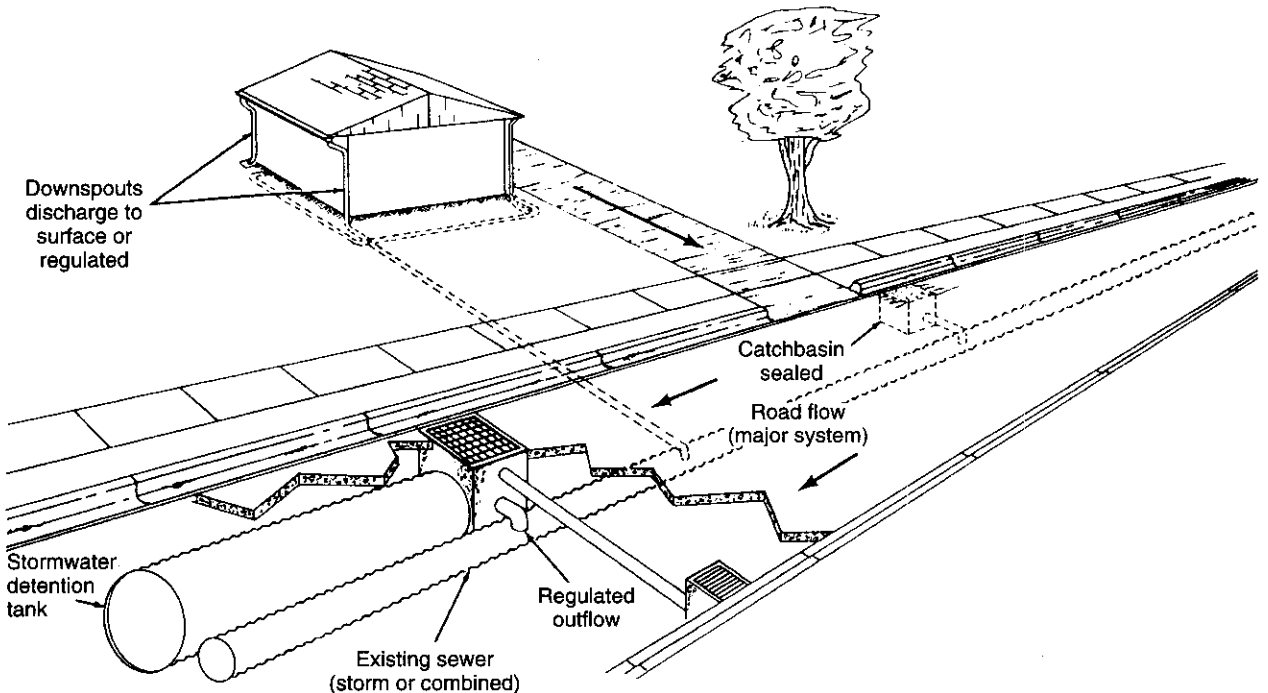 Downspouts
discharge to
surface or
regulated
Catchbasin
sealed
Road flow
(major system)
Stormwater
detention
tank
Regulated
outflow
Existing sewer
(storm or combined)